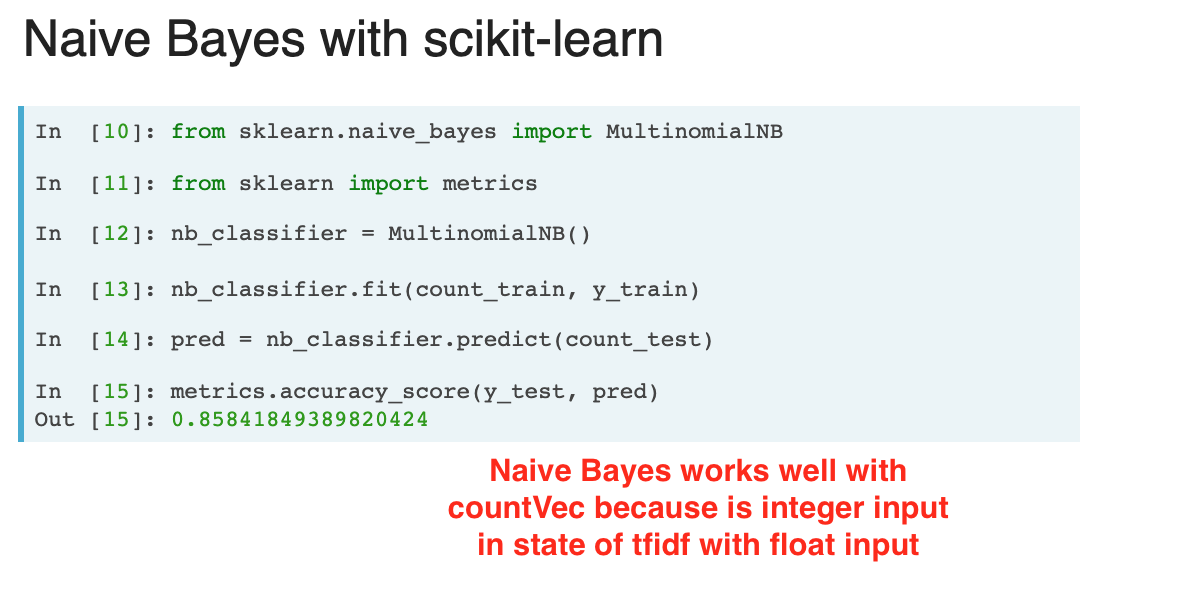 Naive Bayes with scikit-learn
In  [10]: from sklearn.naive_bayes import MultinomialNB
In  [11]: from sklearn import metrics
In  [12]: nb_classifier = MultinomialNB()
In  [13]: nb_classifier.fit(count_train, y_train)
In  [14]: pred = nb_classifier.predict(count_test)
In  [15]: metrics.accuracy_score(y_test, pred)
Out [15]: 0.85841849389820424
Naive Bayes works well with
countVec because is integer input
in state of tfidf with float input